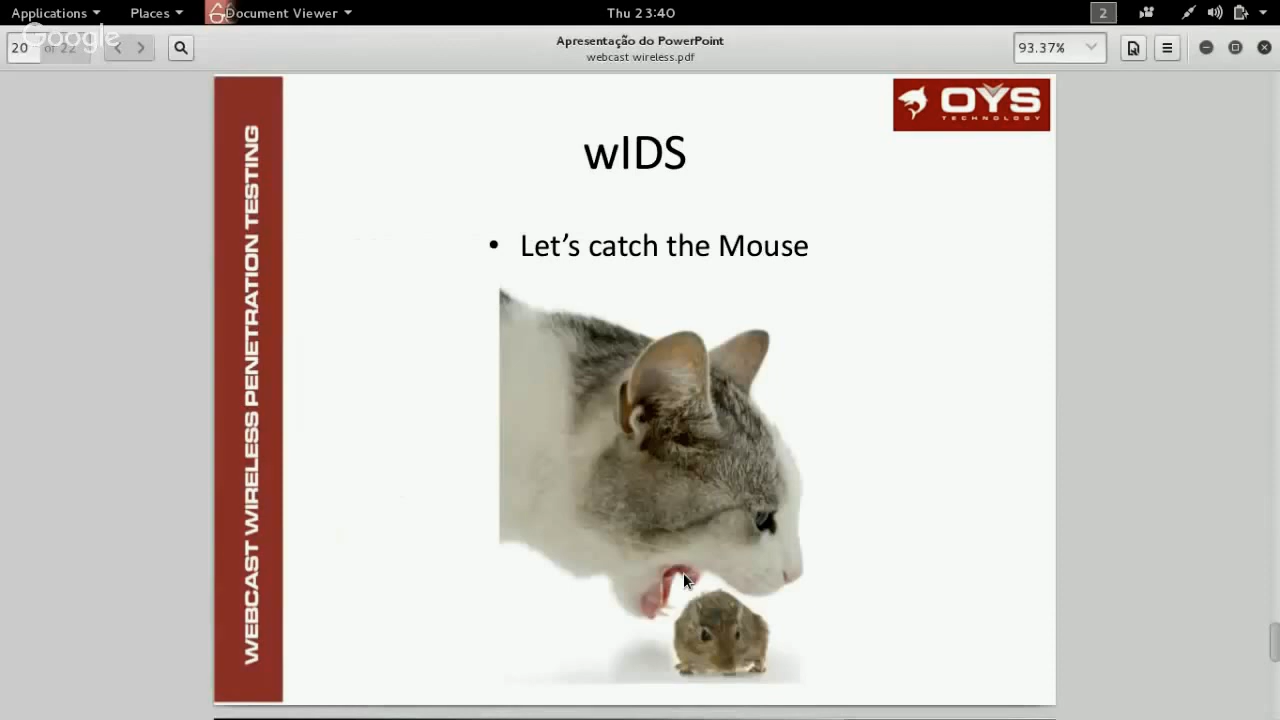 Applications
Places
Document Viewer
Thu 23:40
2
Google
20
of 22
Apresentação do PowerPoint
webcast wireless.pdf
93.37%
OYS
TECHNOLOGY
wIDS
WEBCAST WIRELESS PENETRATION TESTING
• Let's catch the Mouse